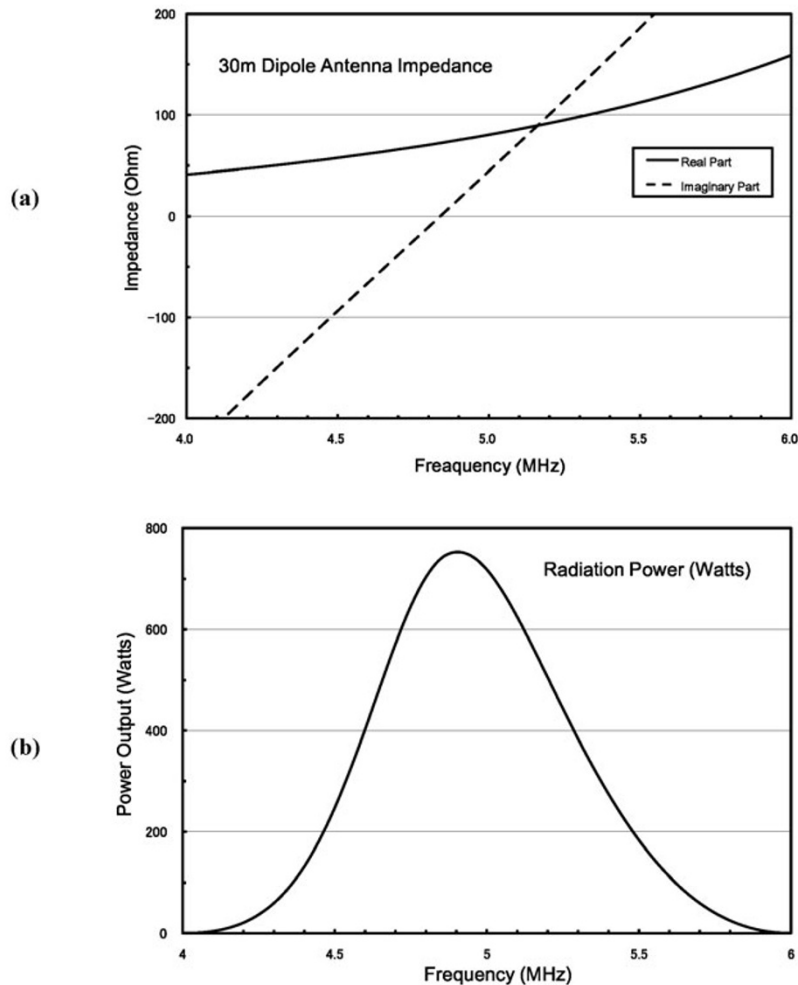 (a)
200
100
0
−100
−200
Impedance (Ohm)
30m Dipole Antenna Impedance
Real Part
Imaginary Part
4.0 4.5 5.0 5.5 6.0
Freaquency (MHz)
(b)
800
600
400
200
0
Power Output (Watts)
Radiation Power (Watts)
4 4.5 5 5.5 6
Frequency (MHz)